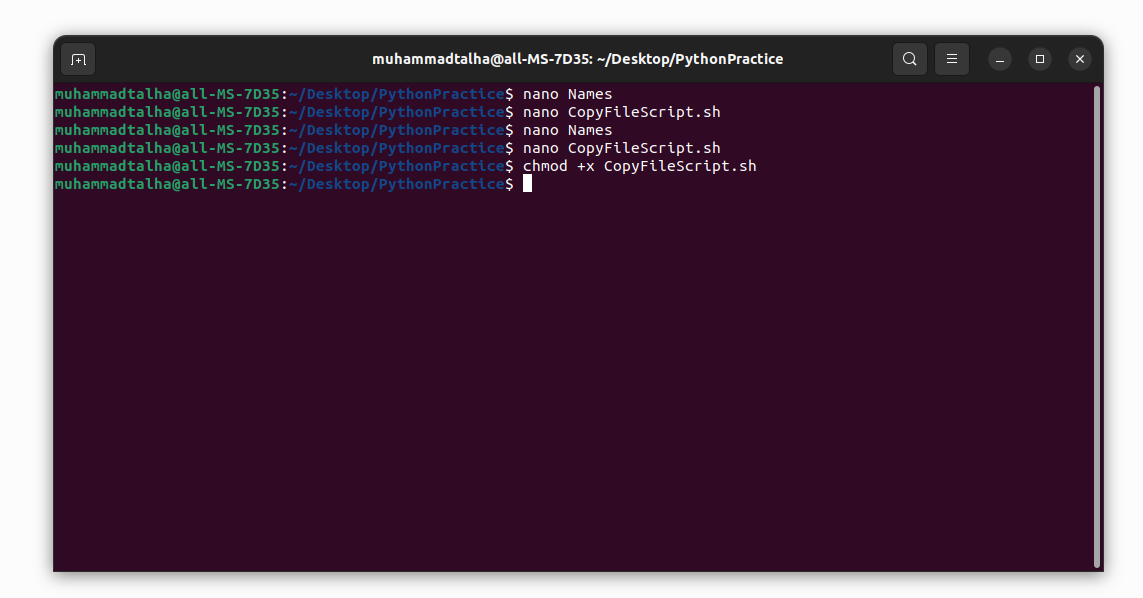 muhammadtalha@all-MS-7D35: ~/Desktop/PythonPractice
muhammadtalha@all-MS-7D35:~/Desktop/PythonPractice$ nano Names
muhammadtalha@all-MS-7D35:~/Desktop/PythonPractice$ nano CopyFileScript.sh
muhammadtalha@all-MS-7D35:~/Desktop/PythonPractice$ nano Names
muhammadtalha@all-MS-7D35:~/Desktop/PythonPractice$ nano CopyFileScript.sh
muhammadtalha@all-MS-7D35:~/Desktop/PythonPractice$ chmod +x CopyFileScript.sh
muhammadtalha@all-MS-7D35:~/Desktop/PythonPractice$